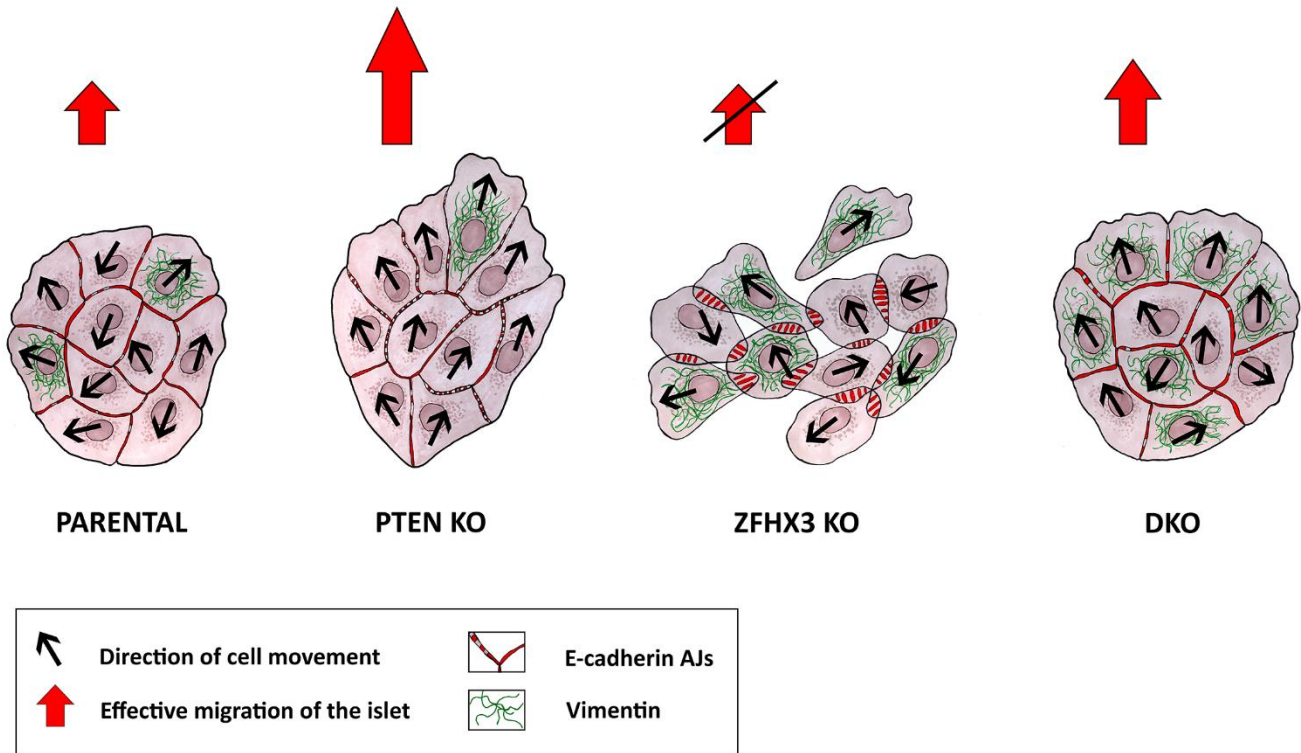 PARENTAL
PTEN KO
ZFHX3 KO
DKO
Direction of cell movement
E-cadherin AJs
Effective migration of the islet
Vimentin